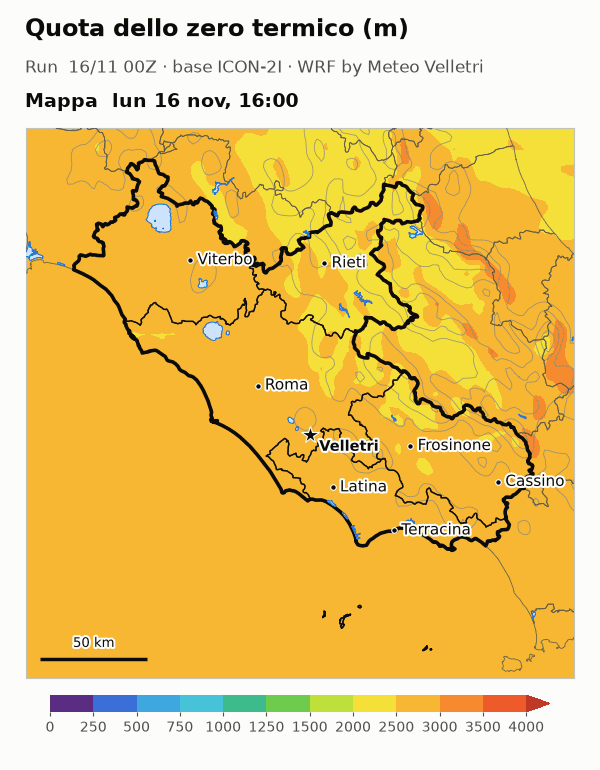 Quota dello zero termico (m)
Run 16/11 00Z · base ICON-2I · WRF by Meteo Velletri
Mappa lun 16 nov, 16:00
Viterbo
Rieti
Roma
Velletri
Frosinone
Latina
Cassino
Terracina
50 km
0 250 500 750 1000 1250 1500 2000 2500 3000 3500 4000